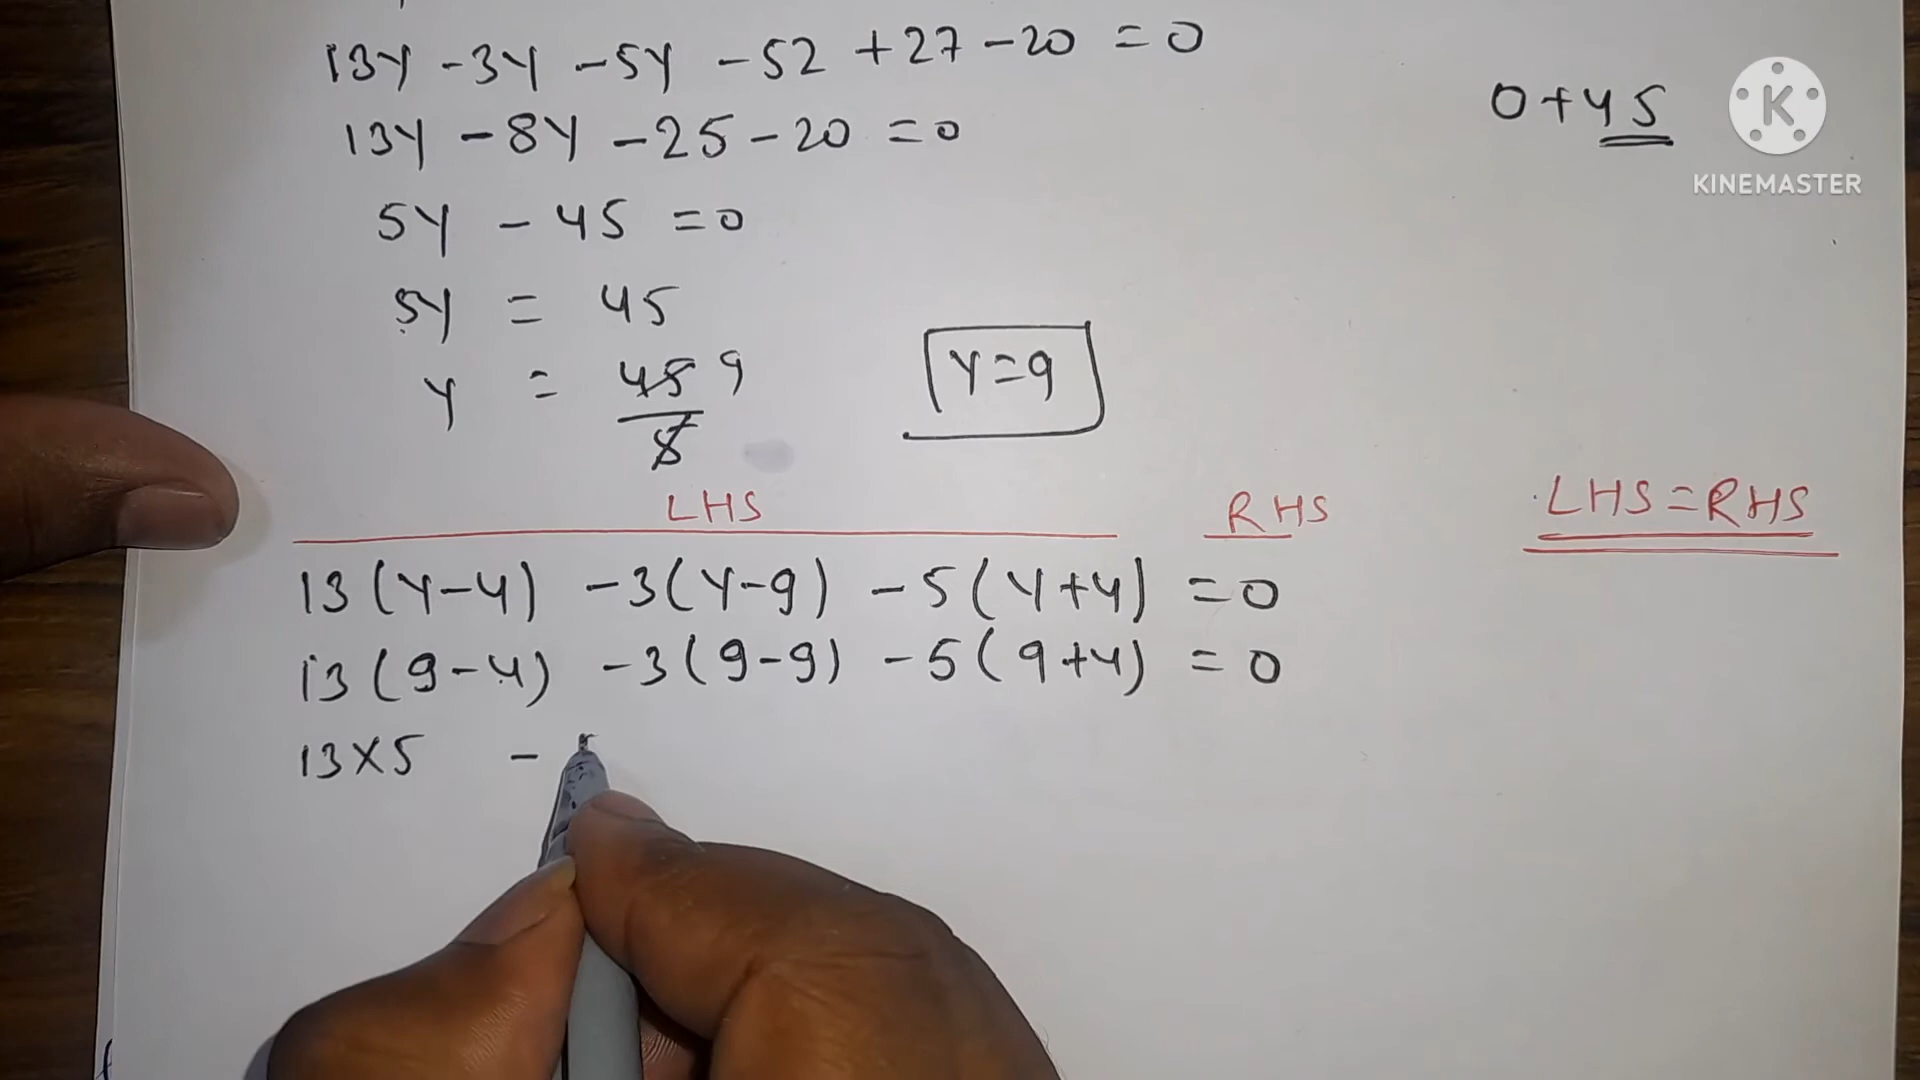 13y -3y -5y -52 +27 -20 =0
0+45
K
KINEMASTER
13y -8y -25 -20 =0
5y - 45 =0
5y = 45
y = 45/5 9
y=9
LHS RHS
LHS=RHS
13(y-4) -3(y-9) -5(y+4) =0
13(9-4) -3(9-9) -5(9+4) =0
13×5 -